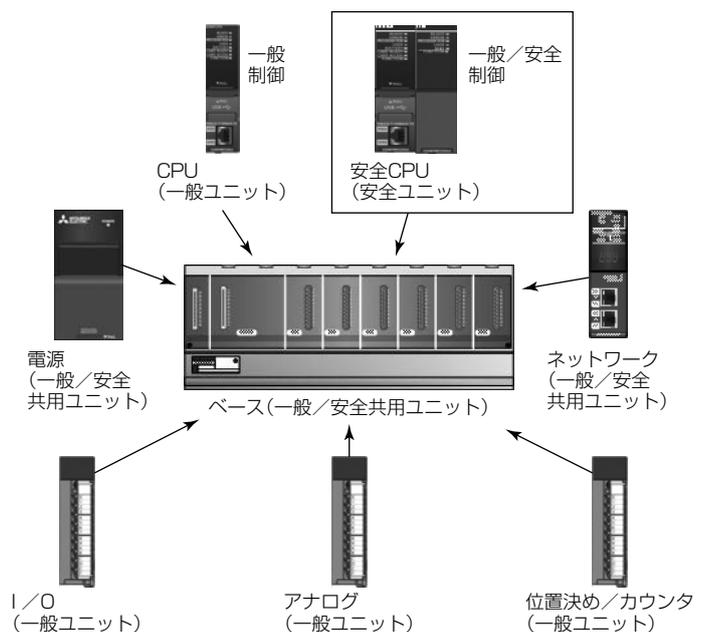 一般
制御
一般／安全
制御
CPU
（一般ユニット）
安全CPU
（安全ユニット）
電源
（一般／安全
共用ユニット）
ネットワーク
（一般／安全
共用ユニット）
ベース（一般／安全共用ユニット）
I／O
（一般ユニット）
アナログ
（一般ユニット）
位置決め／カウンタ
（一般ユニット）